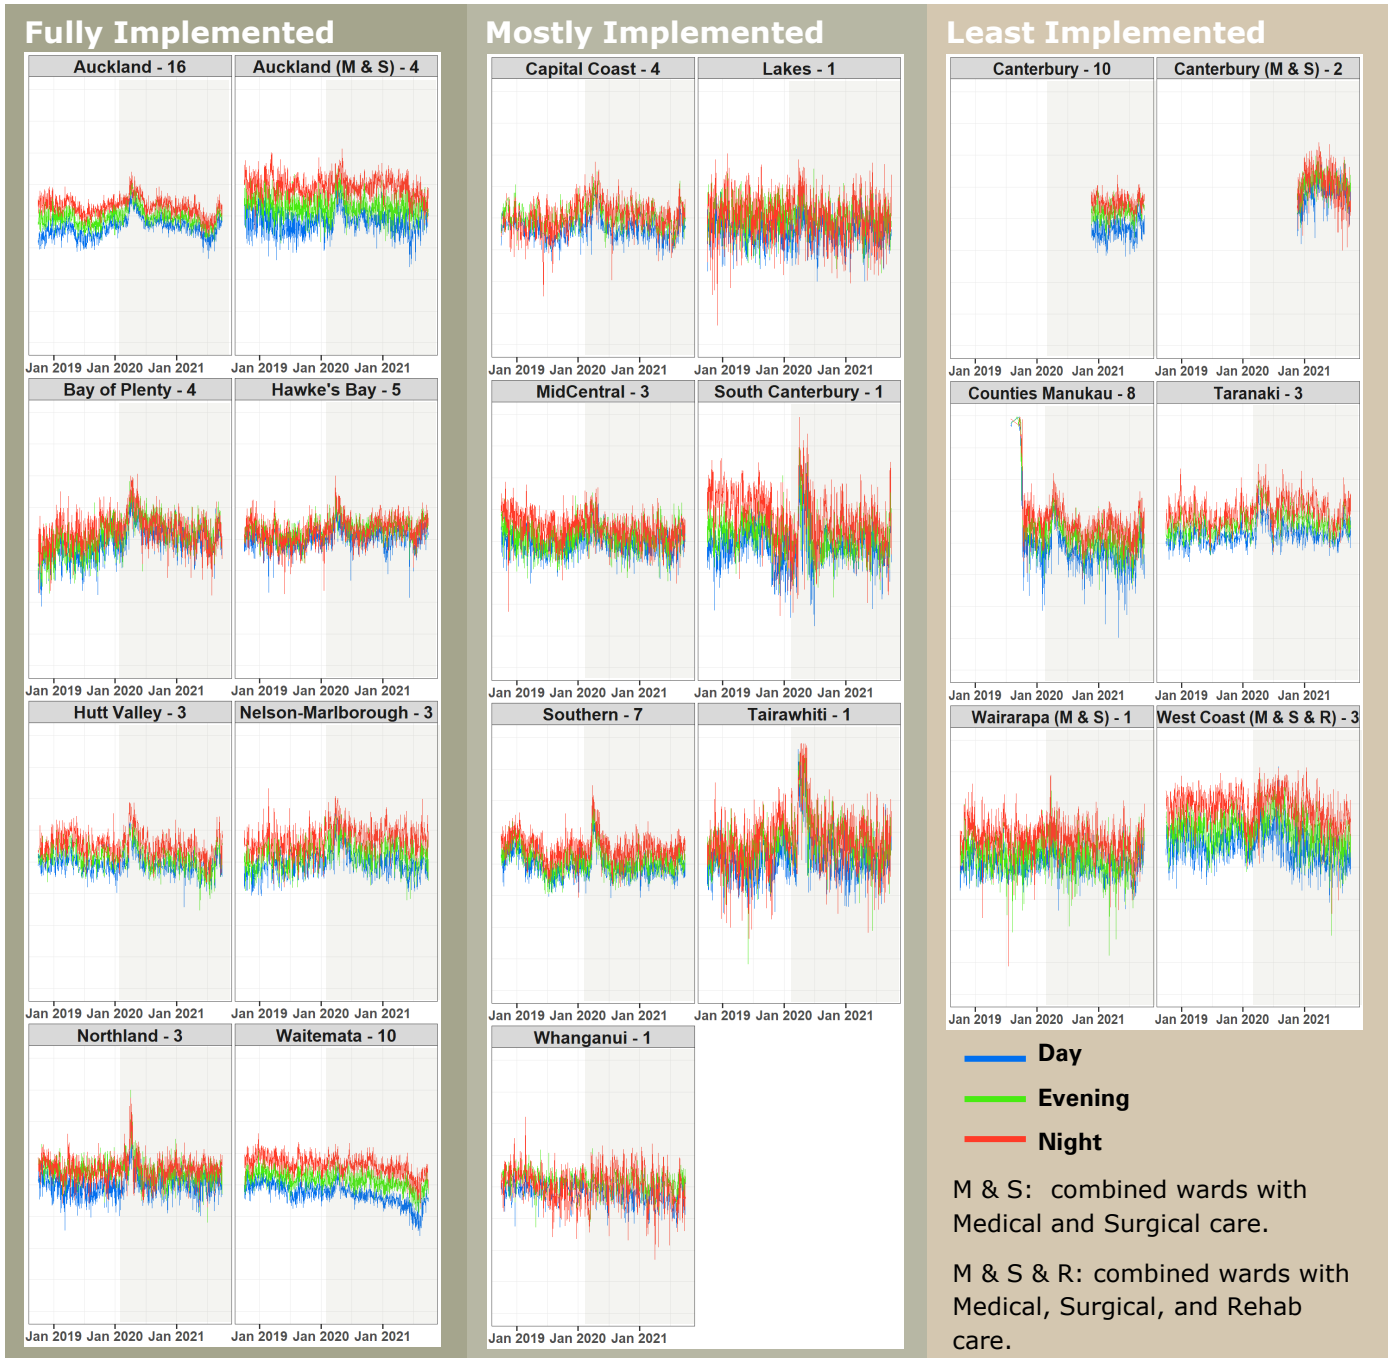 Fully Implemented
Auckland - 16
Auckland (M & S) - 4
Jan 2019 Jan 2020 Jan 2021
Jan 2019 Jan 2020 Jan 2021
Bay of Plenty - 4
Hawke's Bay - 5
Jan 2019 Jan 2020 Jan 2021
Jan 2019 Jan 2020 Jan 2021
Hutt Valley - 3
Nelson-Marlborough - 3
Jan 2019 Jan 2020 Jan 2021
Jan 2019 Jan 2020 Jan 2021
Northland - 3
Waitemata - 10
Jan 2019 Jan 2020 Jan 2021
Jan 2019 Jan 2020 Jan 2021
Mostly Implemented
Capital Coast - 4
Lakes - 1
Jan 2019 Jan 2020 Jan 2021
Jan 2019 Jan 2020 Jan 2021
MidCentral - 3
South Canterbury - 1
Jan 2019 Jan 2020 Jan 2021
Jan 2019 Jan 2020 Jan 2021
Southern - 7
Tairawhiti - 1
Jan 2019 Jan 2020 Jan 2021
Jan 2019 Jan 2020 Jan 2021
Whanganui - 1
Jan 2019 Jan 2020 Jan 2021
Least Implemented
Canterbury - 10
Canterbury (M & S) - 2
Jan 2019 Jan 2020 Jan 2021
Jan 2019 Jan 2020 Jan 2021
Counties Manukau - 8
Taranaki - 3
Jan 2019 Jan 2020 Jan 2021
Jan 2019 Jan 2020 Jan 2021
Wairarapa (M & S) - 1
West Coast (M & S & R) - 3
Jan 2019 Jan 2020 Jan 2021
Jan 2019 Jan 2020 Jan 2021
Day
Evening
Night
M & S: combined wards with
Medical and Surgical care.
M & S & R: combined wards with
Medical, Surgical, and Rehab
care.